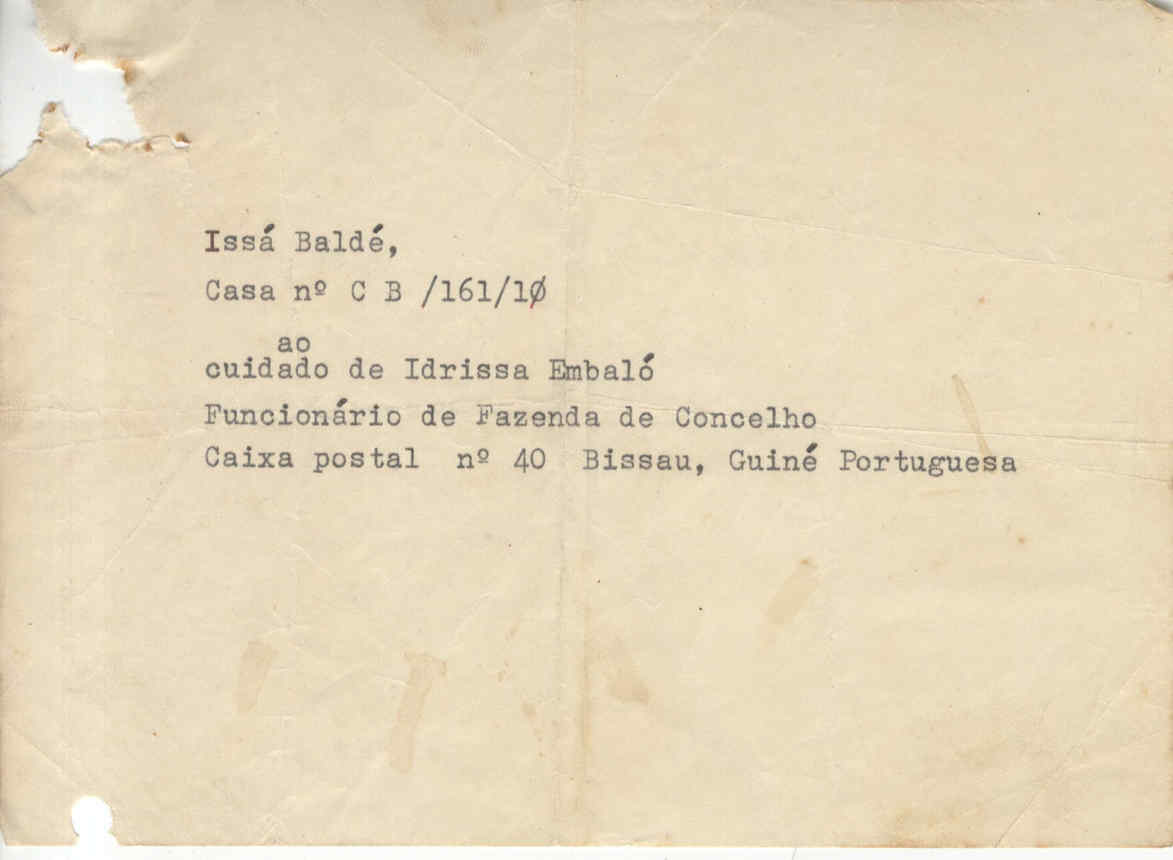 Issá Baldé,
Casa nº C B /161/10
ao
cuidado de Idrissa Embaló
Funcionário de Fazenda de Concelho
Caixa postal nº 40 Bissau, Guiné Portuguesa